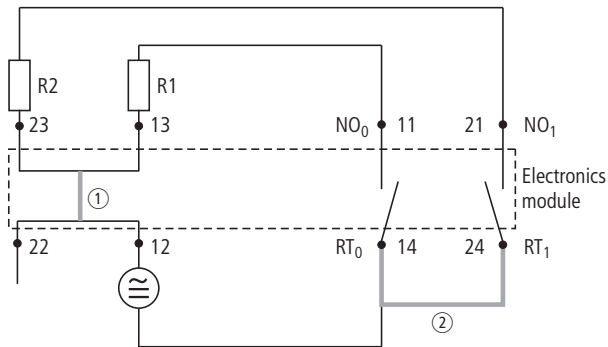 R2
R1
23
13
NO₀
11
21
NO₁
Electronics
module
①
22
12
RT₀
14
24
RT₁
②